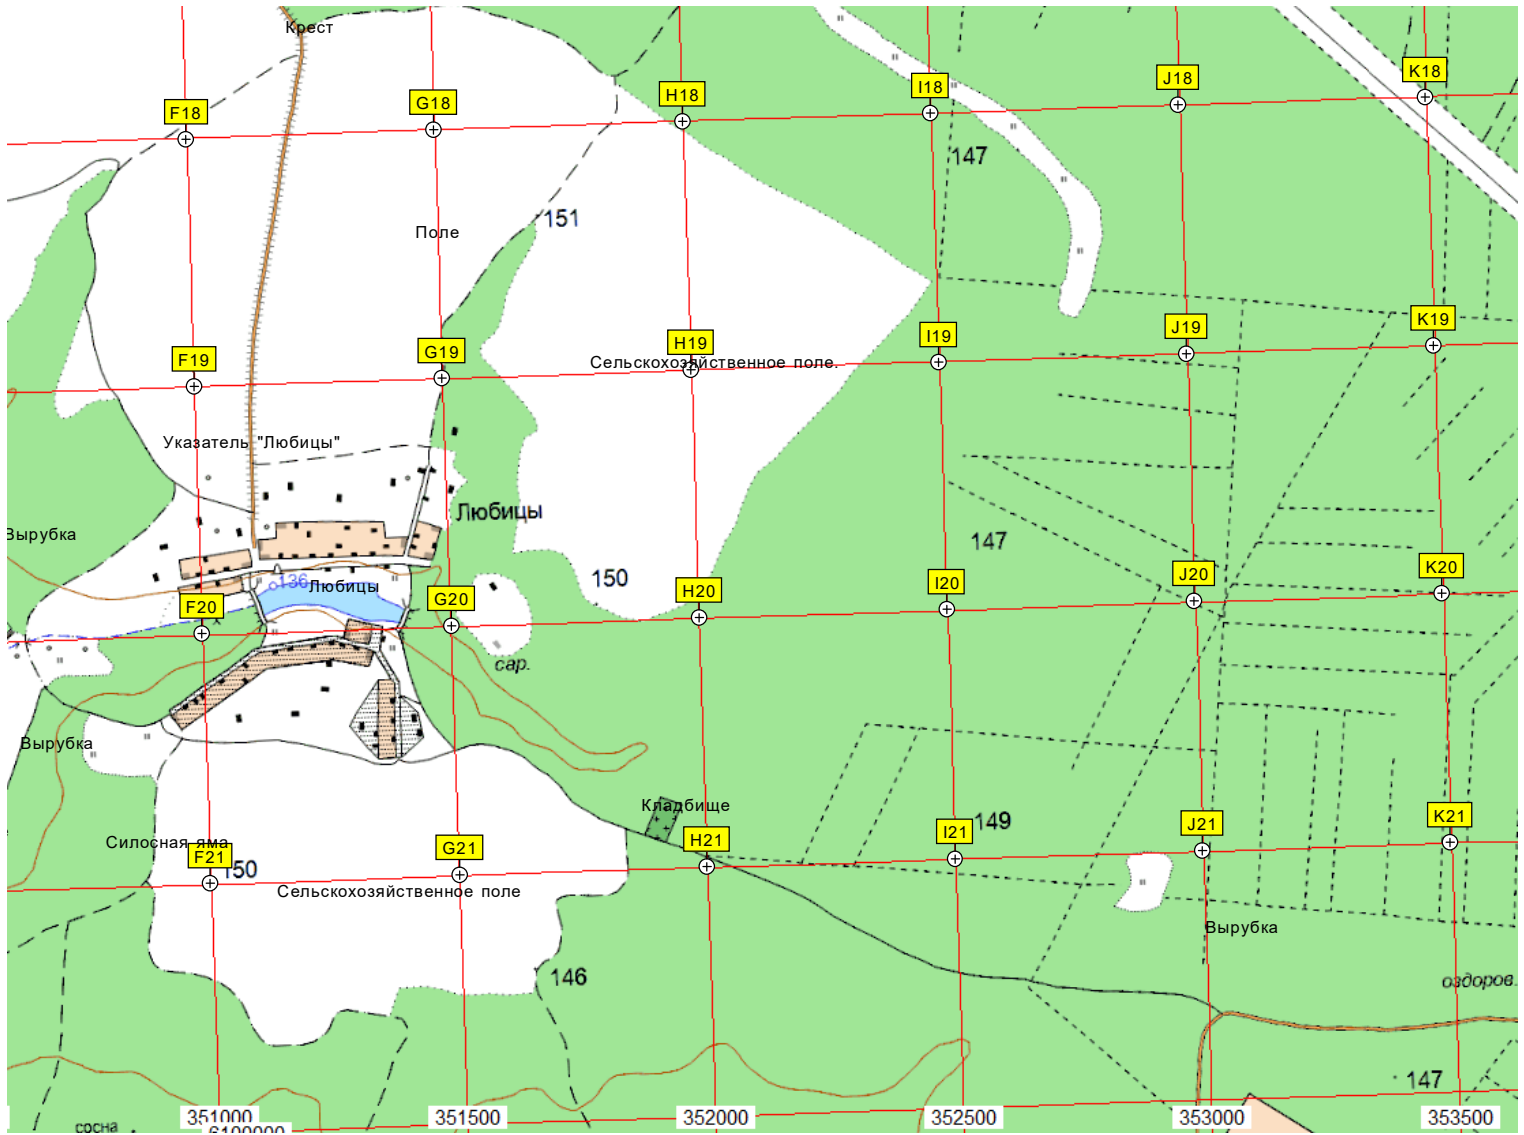 Крест
K18
J18
I18
H18
G18
F18
147
151
Поле
K19
J19
I19
H19
G19
F19
Сельскохозяйственное поле.
Указатель "Любицы"
Любицы
Вырубка
147
150
136
Любицы
K20
J20
I20
H20
G20
F20
сар.
Вырубка
Кладбище
K21
J21
149
I21
H21
Силосная яма
G21
F21
150
Сельскохозяйственное поле
Вырубка
146
оздоров.
147
351000
351500
352000
352500
353000
353500
сосна
6100000